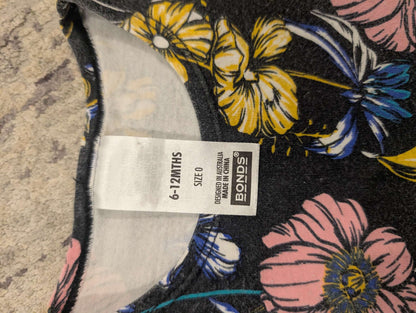 BONDS®
DESIGNED IN AUSTRALIA
MADE IN CHINA
SIZE 0
6-12MTHS